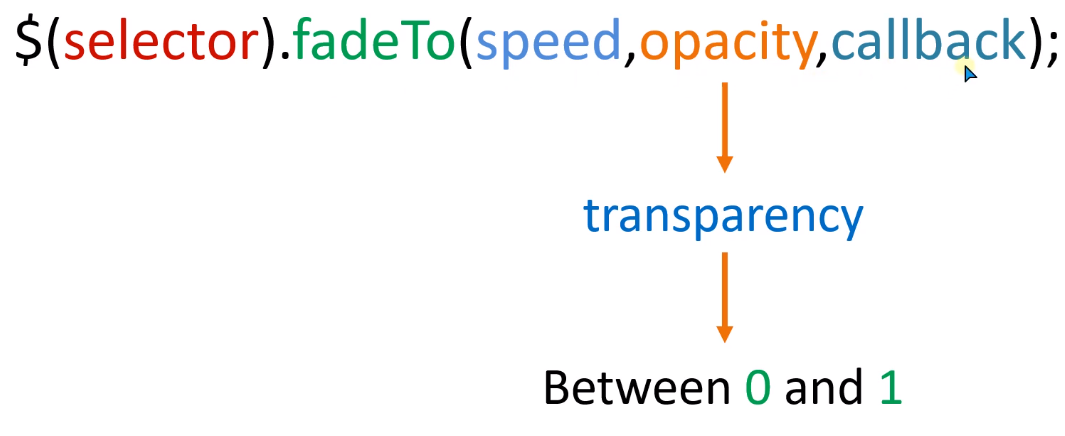 $(selector).fadeTo(speed,opacity,callback);
transparency
Between 0 and 1